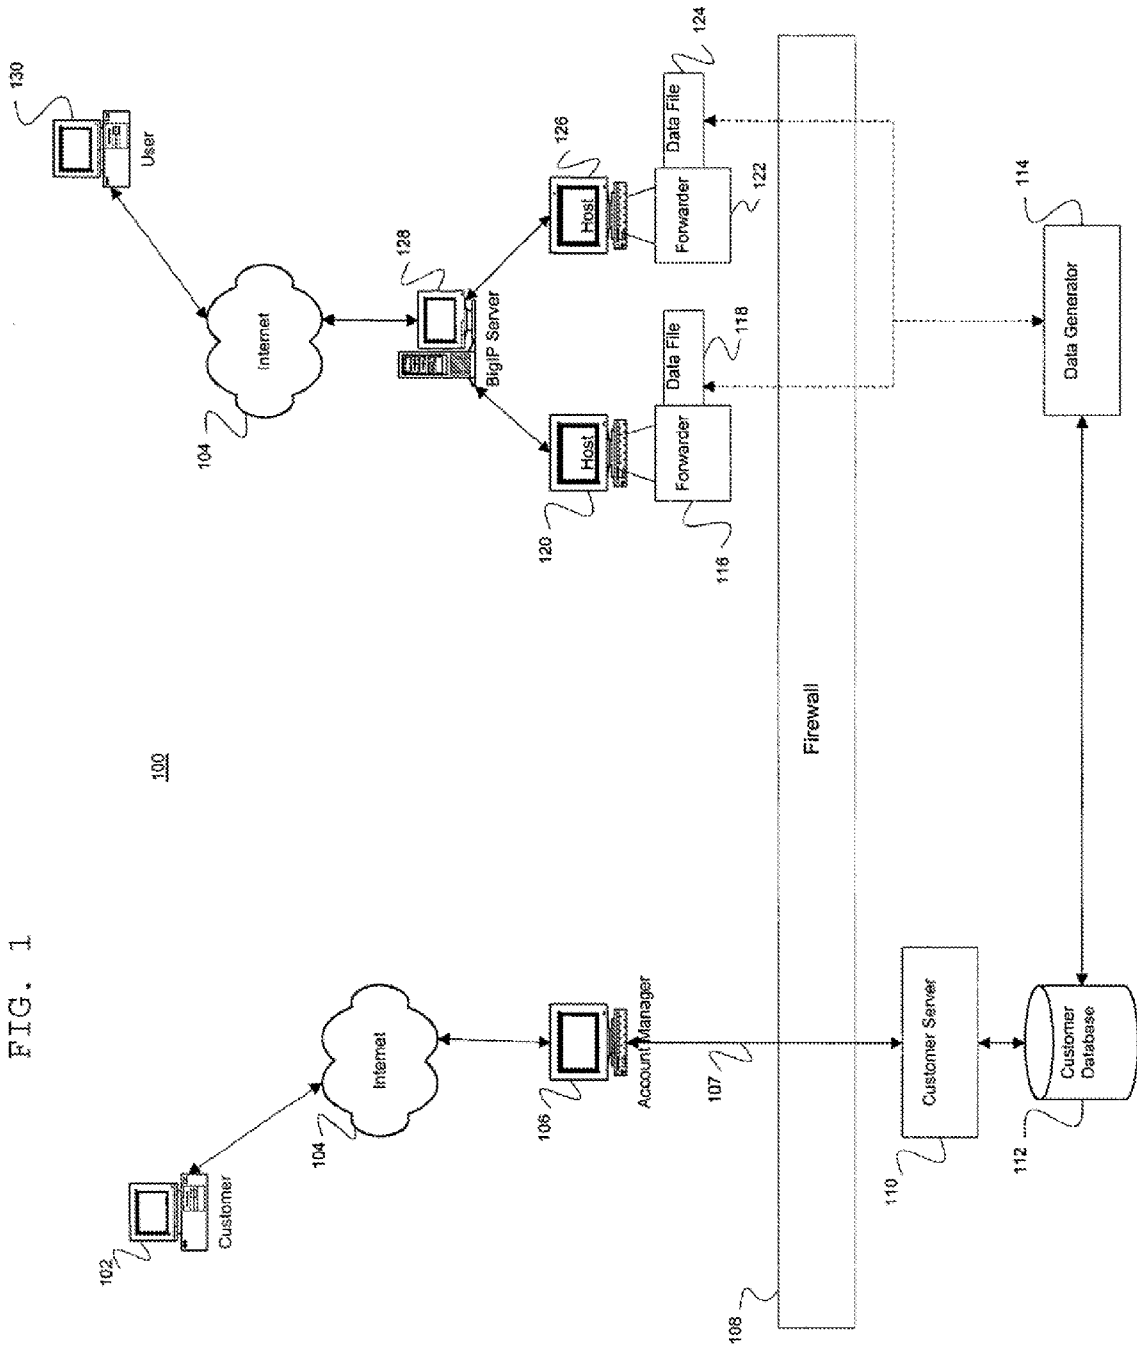 FIG. 1
100
102
Customer
104
Internet
106
Account Manager
107
108
Firewall
110
Customer Server
112
Customer
Database
130
User
104
Internet
128
BigIP Server
120
Host
126
Host
116
Forwarder
Data File
118
Forwarder
122
Data File
124
114
Data Generator